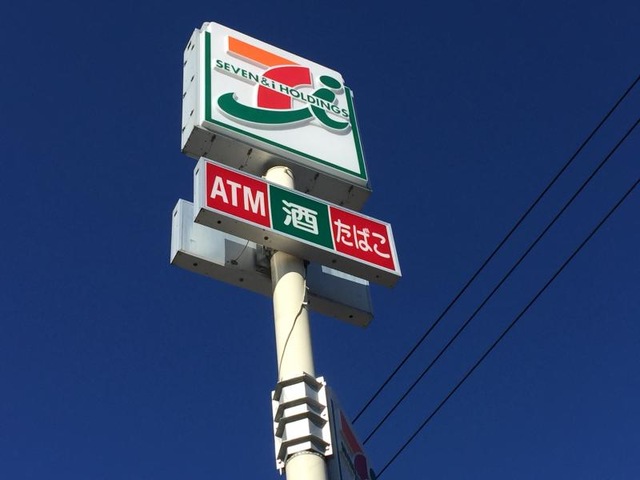 SEVEN & i HOLDINGS
ATM 酒 たばこ